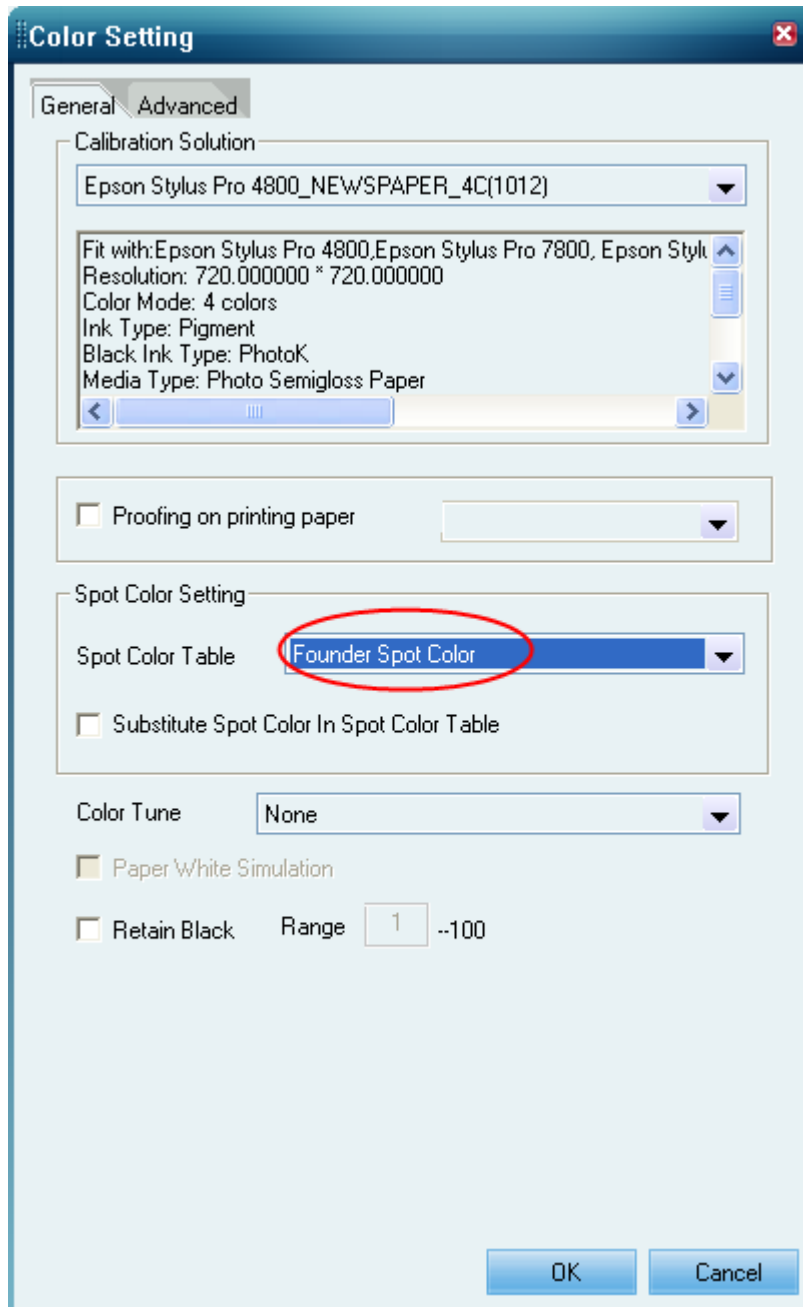 Color Setting
General Advanced
Calibration Solution
Epson Stylus Pro 4800_NEWSPAPER_4C(1012)
Fit with:Epson Stylus Pro 4800,Epson Stylus Pro 7800, Epson Stylu
Resolution: 720.000000 * 720.000000
Color Mode: 4 colors
Ink Type: Pigment
Black Ink Type: PhotoK
Media Type: Photo Semigloss Paper
Proofing on printing paper
Spot Color Setting
Spot Color Table Founder Spot Color
Substitute Spot Color In Spot Color Table
Color Tune None
Paper White Simulation
Retain Black Range 1 --100
OK Cancel